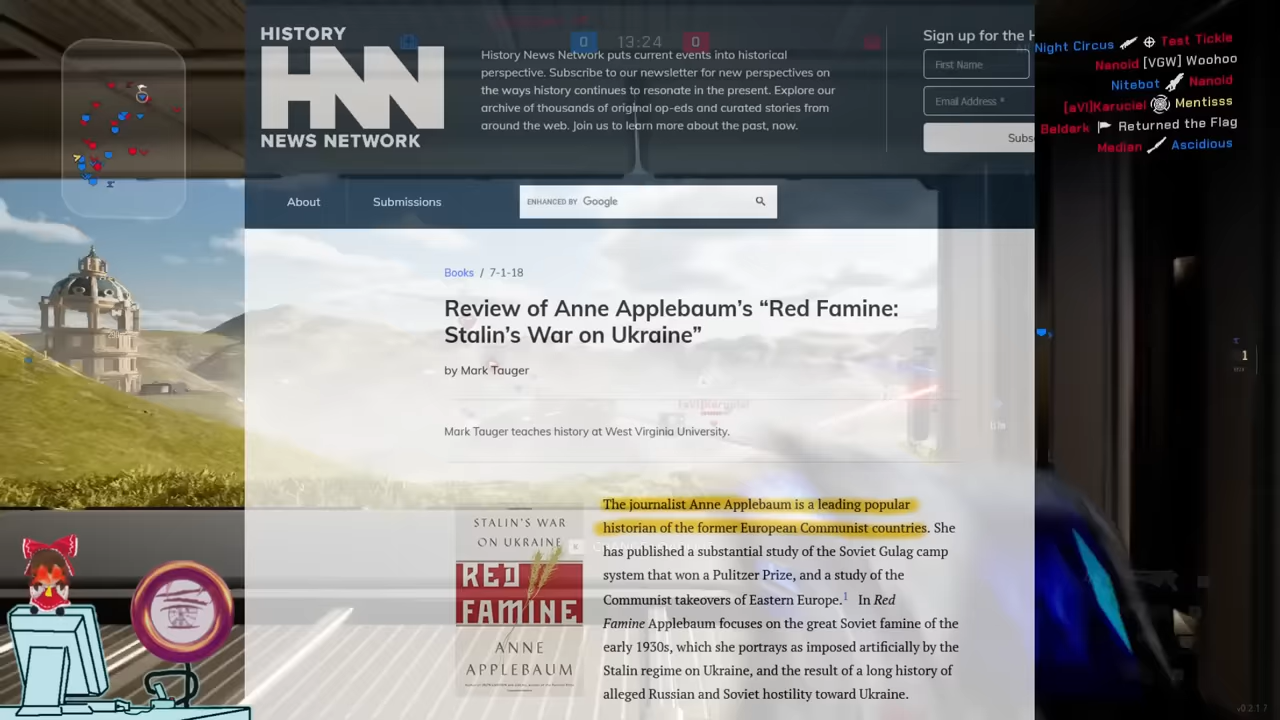 HISTORY
HNN
NEWS NETWORK
History News Network puts current events into historical
perspective. Subscribe to our newsletter for new perspectives on
the ways history continues to resonate in the present. Explore our
archive of thousands of original op-eds and curated stories from
around the web. Join us to learn more about the past, now.
0 13:24 0
Sign up for the H
First Name
Email Address *
Subs
Night Circus Test Tickle
Nanoid [VGW] Woohoo
Nitebot Nanoid
[aVI]Karuciel Mentisss
Beldark Returned the Flag
Median Ascidious
About
Submissions
ENHANCED BY Google
Books / 7-1-18
Review of Anne Applebaum’s “Red Famine:
Stalin’s War on Ukraine”
by Mark Tauger
Mark Tauger teaches history at West Virginia University.
STALIN'S WAR
ON UKRAINE
RED
FAMINE
ANNE
APPLEBAUM
The journalist Anne Applebaum is a leading popular
historian of the former European Communist countries. She
has published a substantial study of the Soviet Gulag camp
system that won a Pulitzer Prize, and a study of the
Communist takeovers of Eastern Europe.1 In Red
Famine Applebaum focuses on the great Soviet famine of the
early 1930s, which she portrays as imposed artificially by the
Stalin regime on Ukraine, and the result of a long history of
alleged Russian and Soviet hostility toward Ukraine.
1
v0.2.1.7